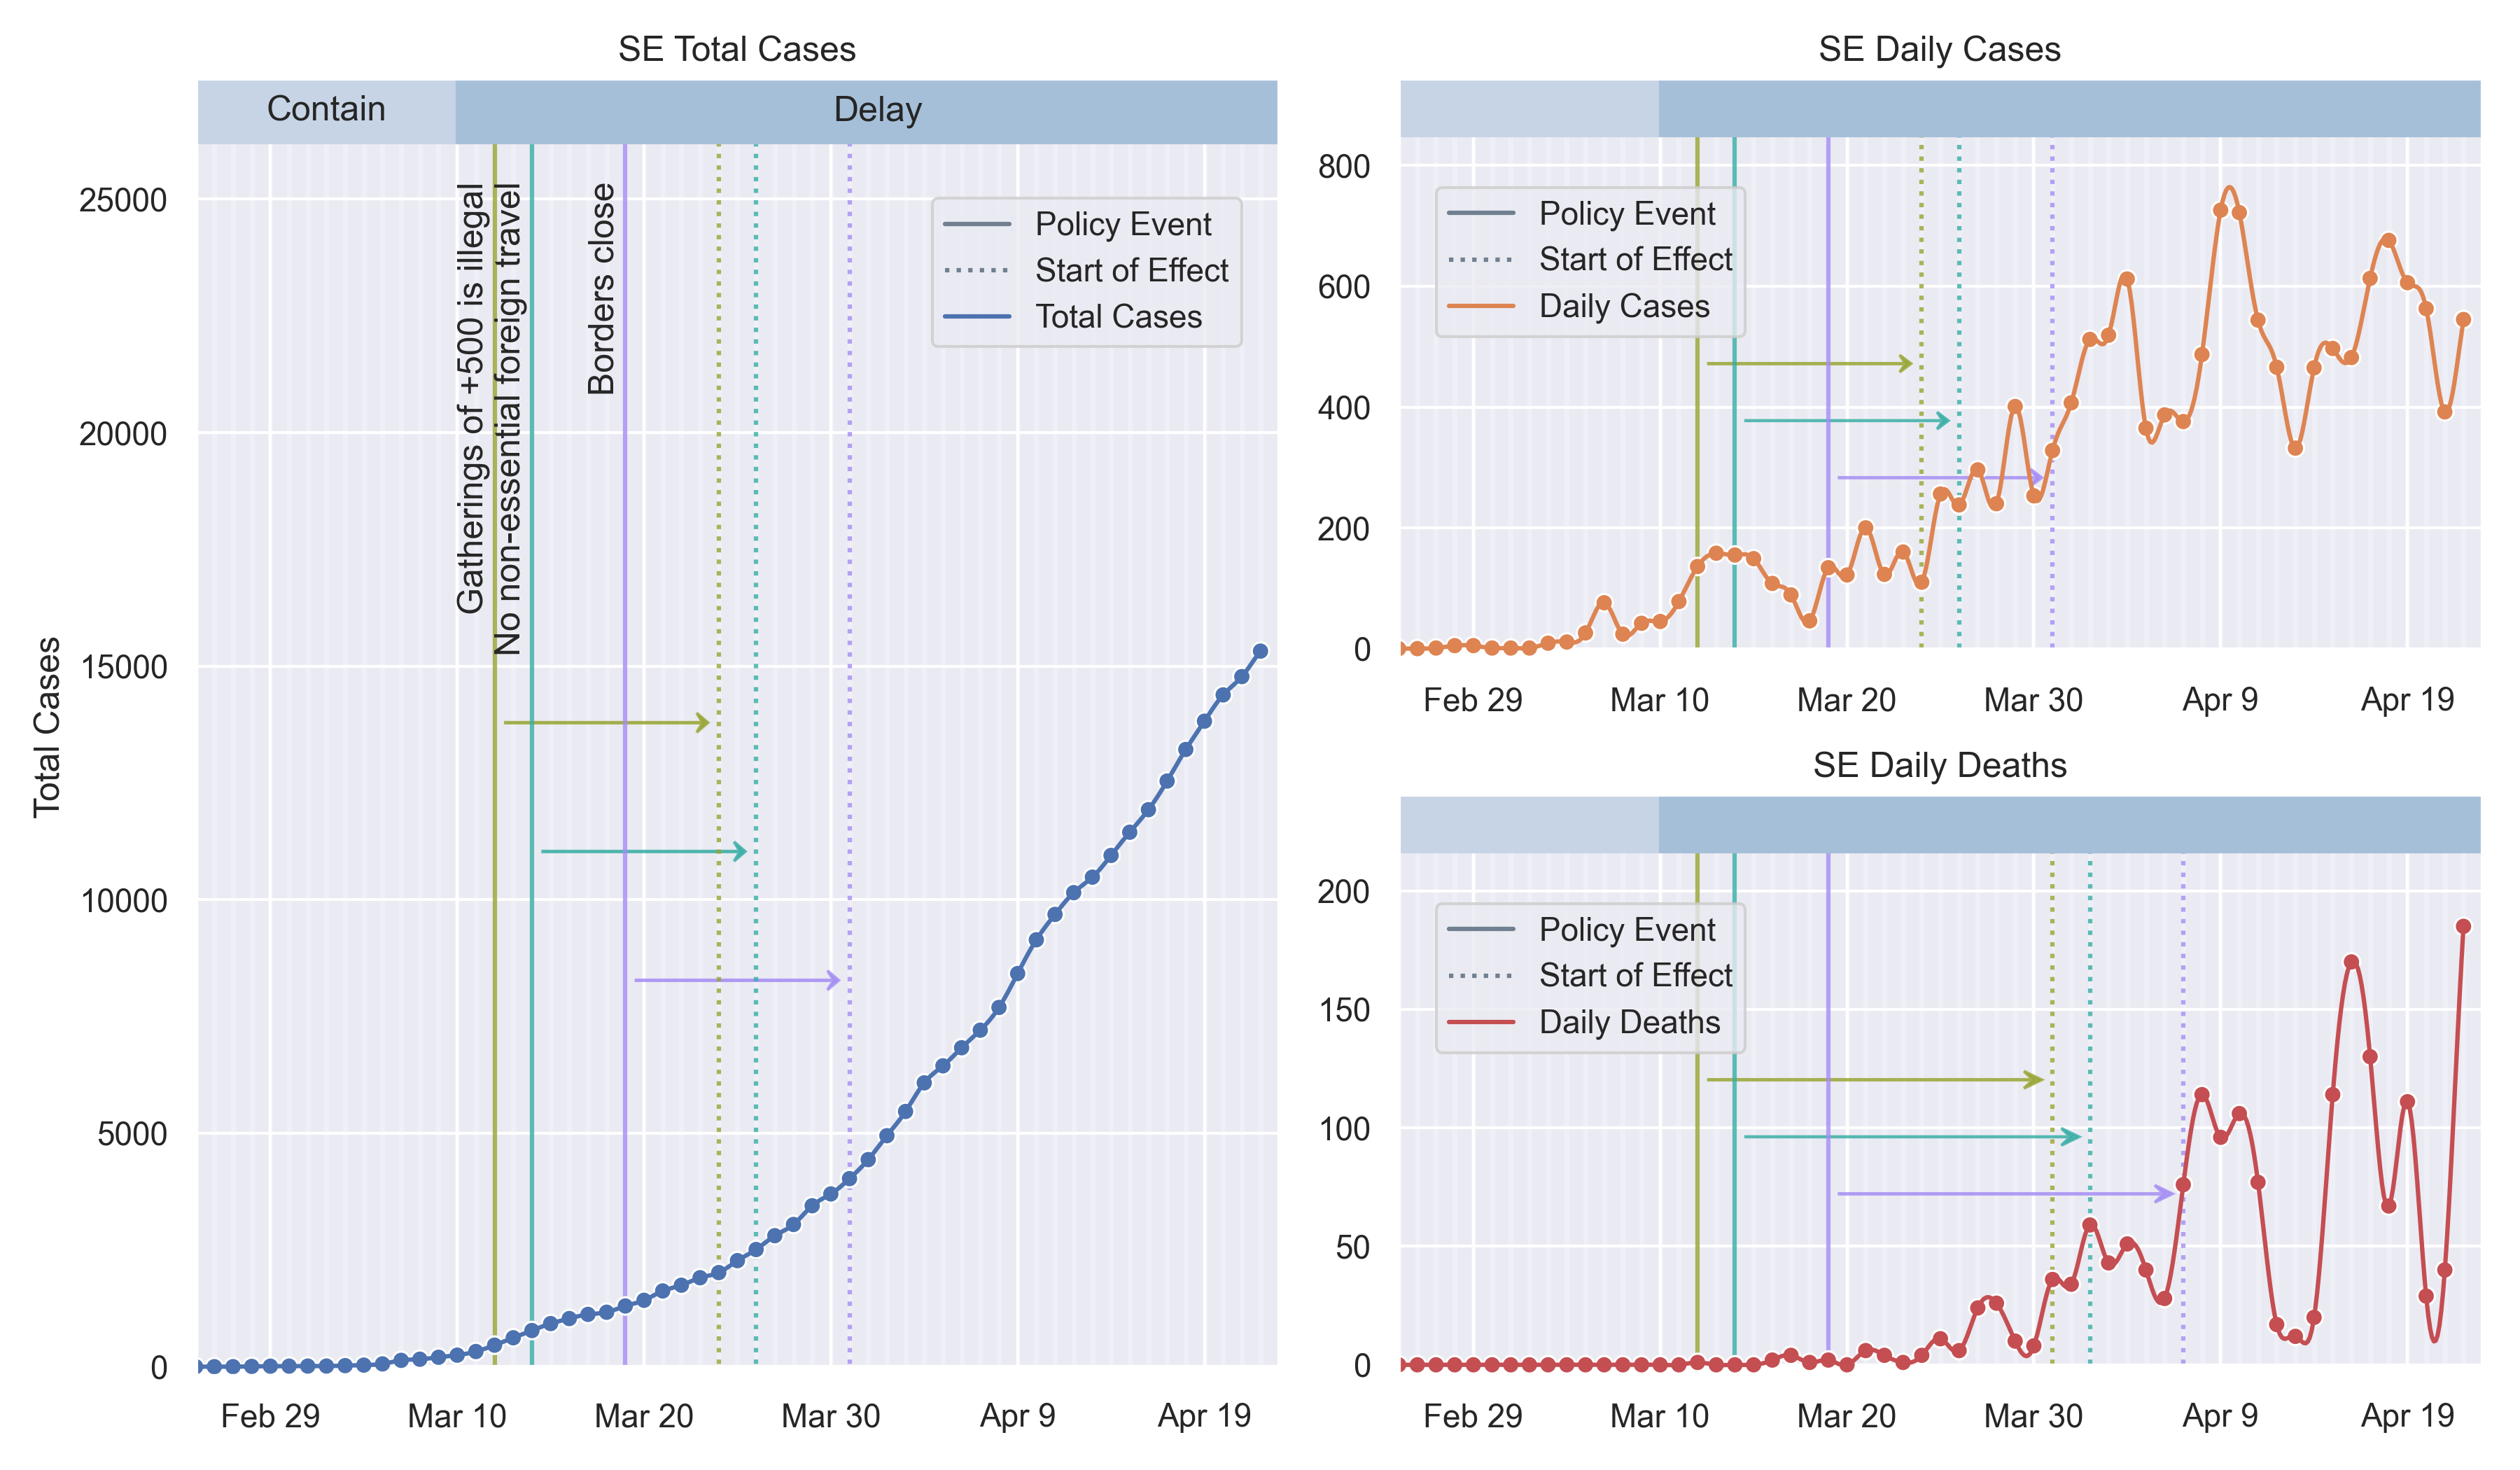 SE Total Cases
Contain
Delay
Gatherings of +500 is illegal
No non-essential foreign travel
Borders close
Policy Event
Start of Effect
Total Cases
Total Cases
25000
20000
15000
10000
5000
0
Feb 29
Mar 10
Mar 20
Mar 30
Apr 9
Apr 19
SE Daily Cases
800
600
400
200
0
Policy Event
Start of Effect
Daily Cases
Feb 29
Mar 10
Mar 20
Mar 30
Apr 9
Apr 19
SE Daily Deaths
200
150
100
50
0
Policy Event
Start of Effect
Daily Deaths
Feb 29
Mar 10
Mar 20
Mar 30
Apr 9
Apr 19